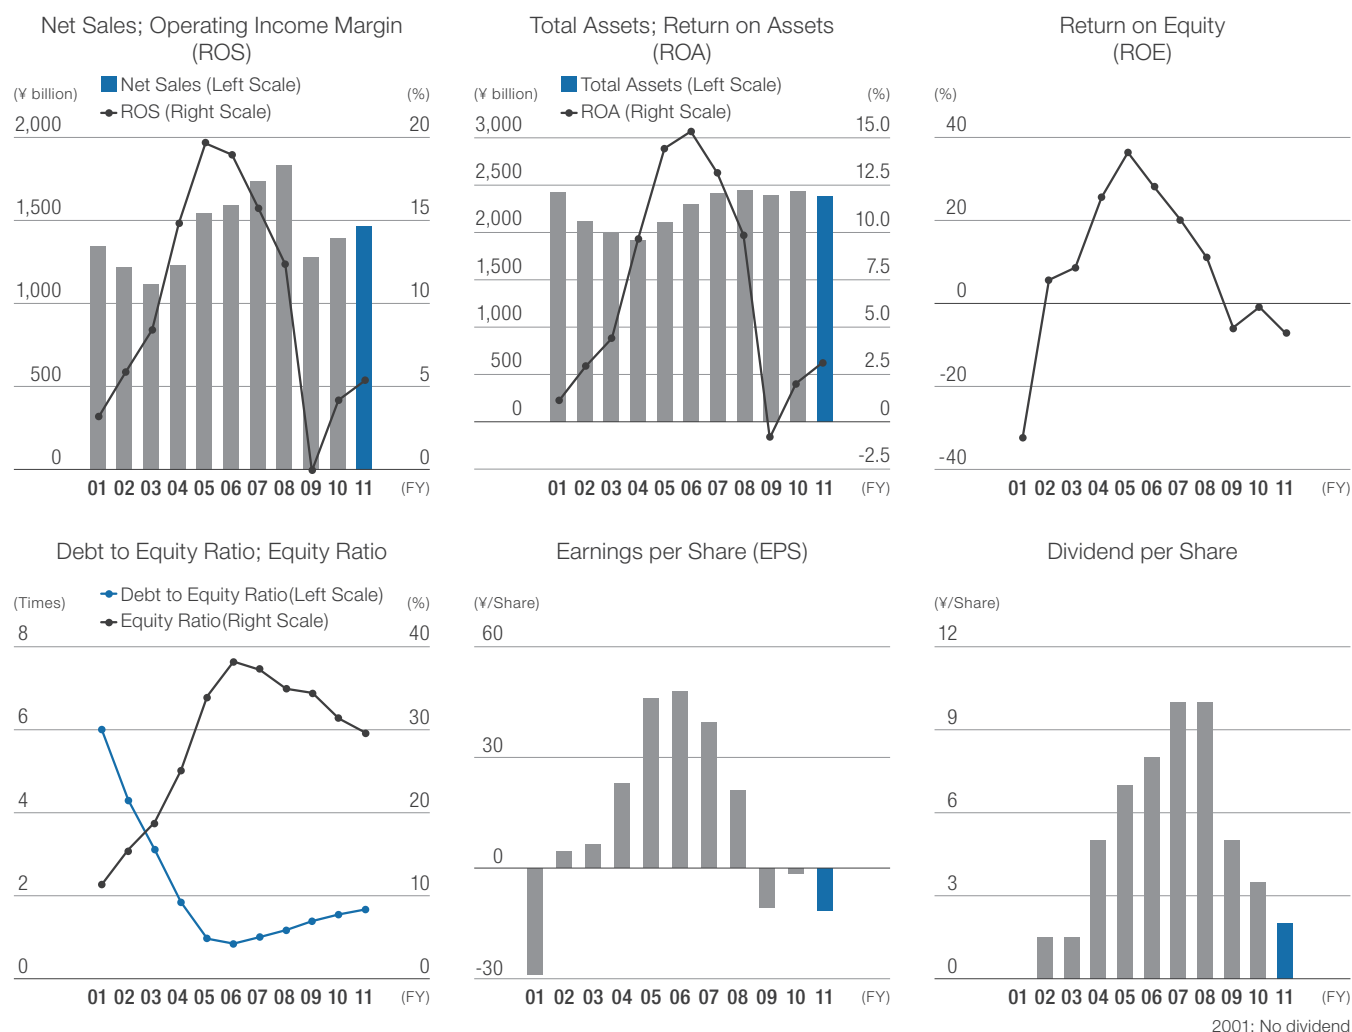 Net Sales; Operating Income Margin
(ROS)
(¥ billion)
Net Sales (Left Scale)
ROS (Right Scale)
(%)
2,000
20
1,500
15
1,000
10
500
5
0
0
01 02 03 04 05 06 07 08 09 10 11 (FY)
Total Assets; Return on Assets
(ROA)
(¥ billion)
Total Assets (Left Scale)
ROA (Right Scale)
(%)
3,000
15.0
2,500
12.5
2,000
10.0
1,500
7.5
1,000
5.0
500
2.5
0
0
-2.5
01 02 03 04 05 06 07 08 09 10 11 (FY)
Return on Equity
(ROE)
(%)
40
20
0
-20
-40
01 02 03 04 05 06 07 08 09 10 11 (FY)
Debt to Equity Ratio; Equity Ratio
(Times)
Debt to Equity Ratio(Left Scale)
Equity Ratio(Right Scale)
(%)
8
40
6
30
4
20
2
10
0
0
01 02 03 04 05 06 07 08 09 10 11 (FY)
Earnings per Share (EPS)
(¥/Share)
60
30
0
-30
01 02 03 04 05 06 07 08 09 10 11 (FY)
Dividend per Share
(¥/Share)
12
9
6
3
0
01 02 03 04 05 06 07 08 09 10 11 (FY)
2001: No dividend